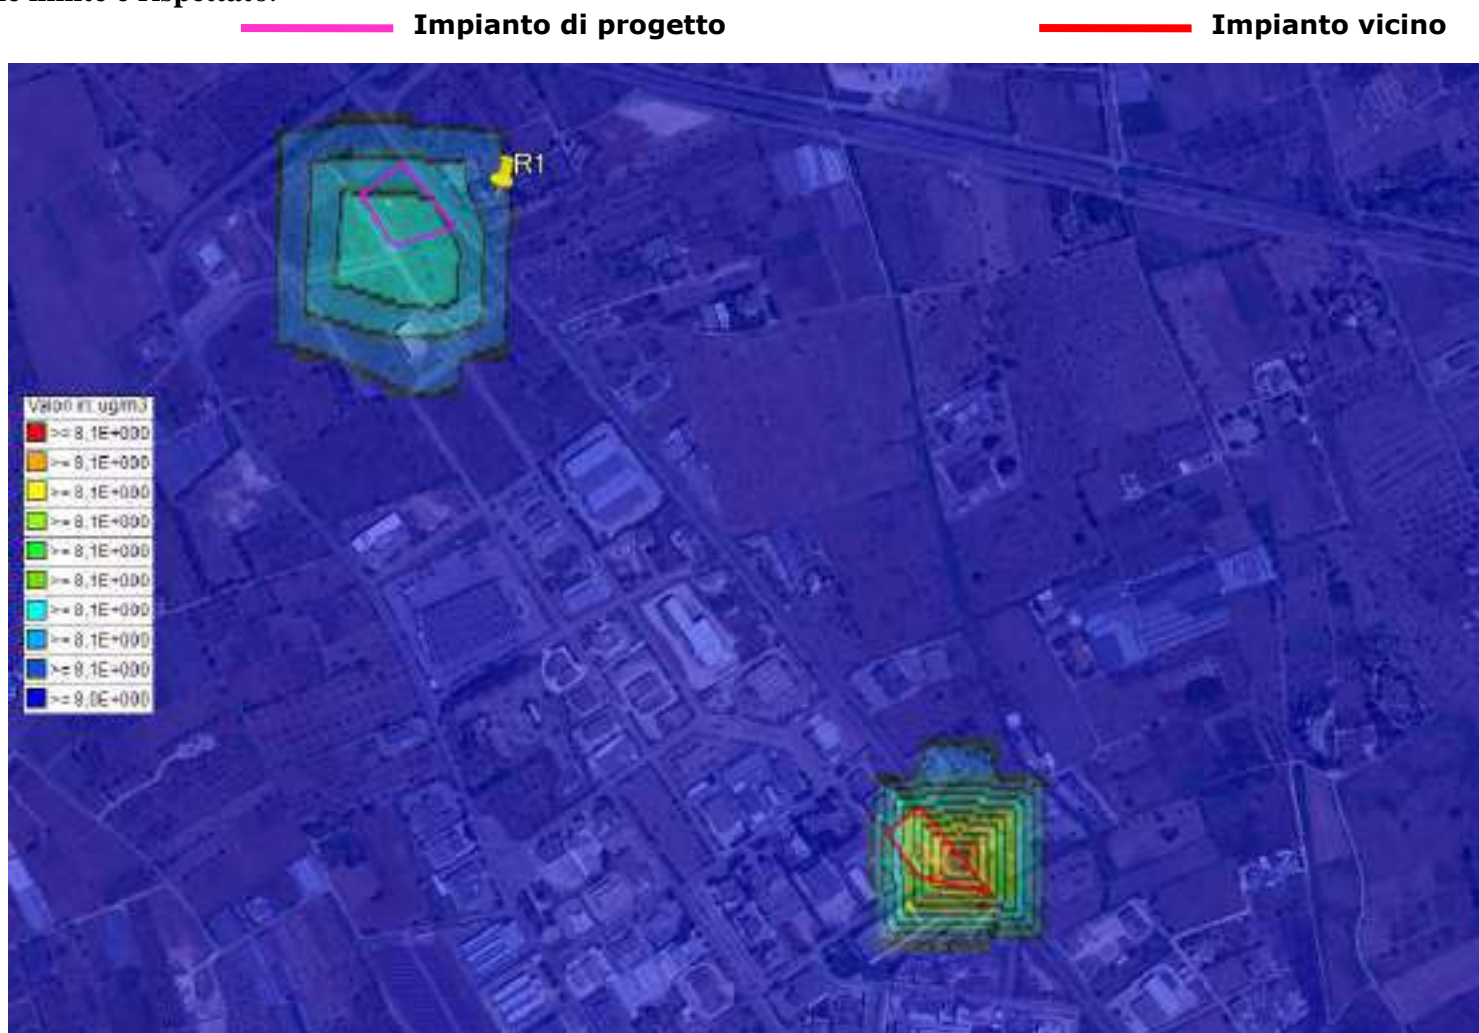 Impianto di progetto
Impianto vicino
R1
Valori in: ug/m3
>= 8,1E+000
>= 8,1E+000
>= 8,1E+000
>= 8,1E+000
>= 8,1E+000
>= 8,1E+000
>= 8,1E+000
>= 8,1E+000
>= 8,1E+000
>= 8,0E+000